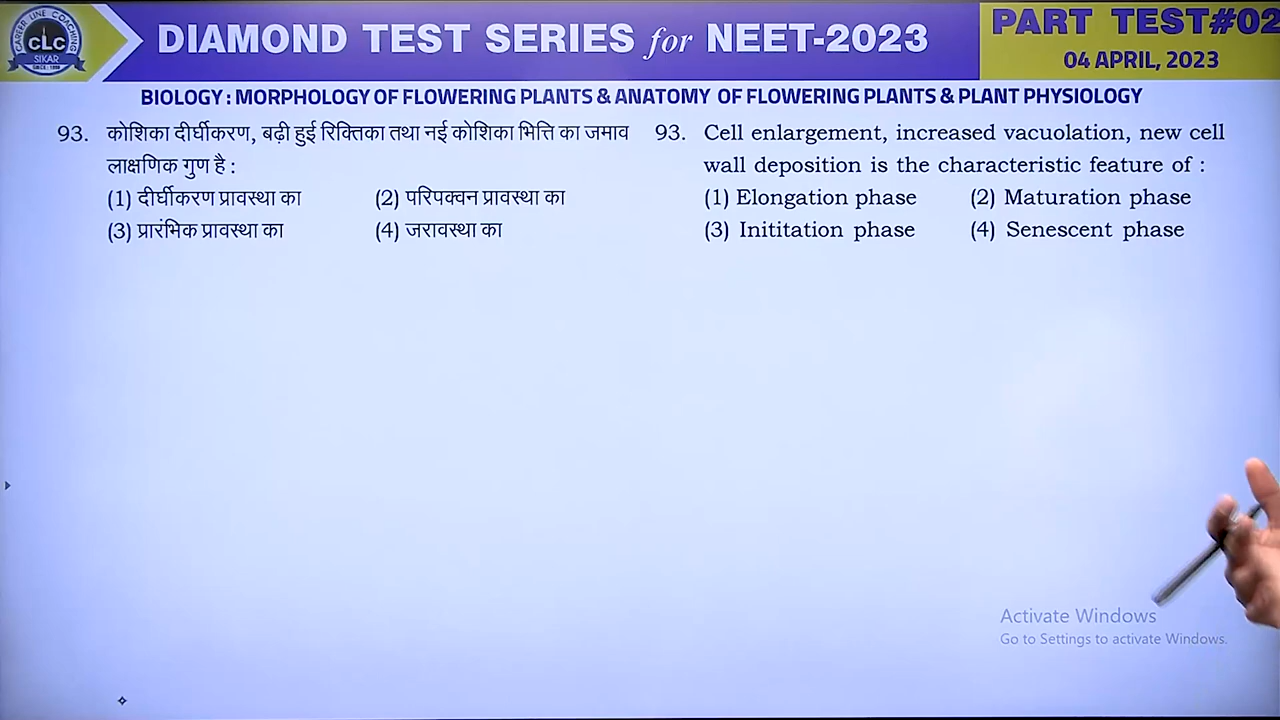 CAREER LINE COACHING
CLC
SIKAR
DIAMOND TEST SERIES for NEET-2023
PART TEST#02
04 APRIL, 2023
BIOLOGY : MORPHOLOGY OF FLOWERING PLANTS & ANATOMY OF FLOWERING PLANTS & PLANT PHYSIOLOGY
93. कोशिका दीर्घीकरण, बढ़ी हुई रिक्तिका तथा नई कोशिका भित्ति का जमाव
लाक्षणिक गुण है :
(1) दीर्घीकरण प्रावस्था का (2) परिपक्वन प्रावस्था का
(3) प्रारंभिक प्रावस्था का (4) जरावस्था का
93. Cell enlargement, increased vacuolation, new cell
wall deposition is the characteristic feature of :
(1) Elongation phase (2) Maturation phase
(3) Inititation phase (4) Senescent phase
Activate Windows
Go to Settings to activate Windows.